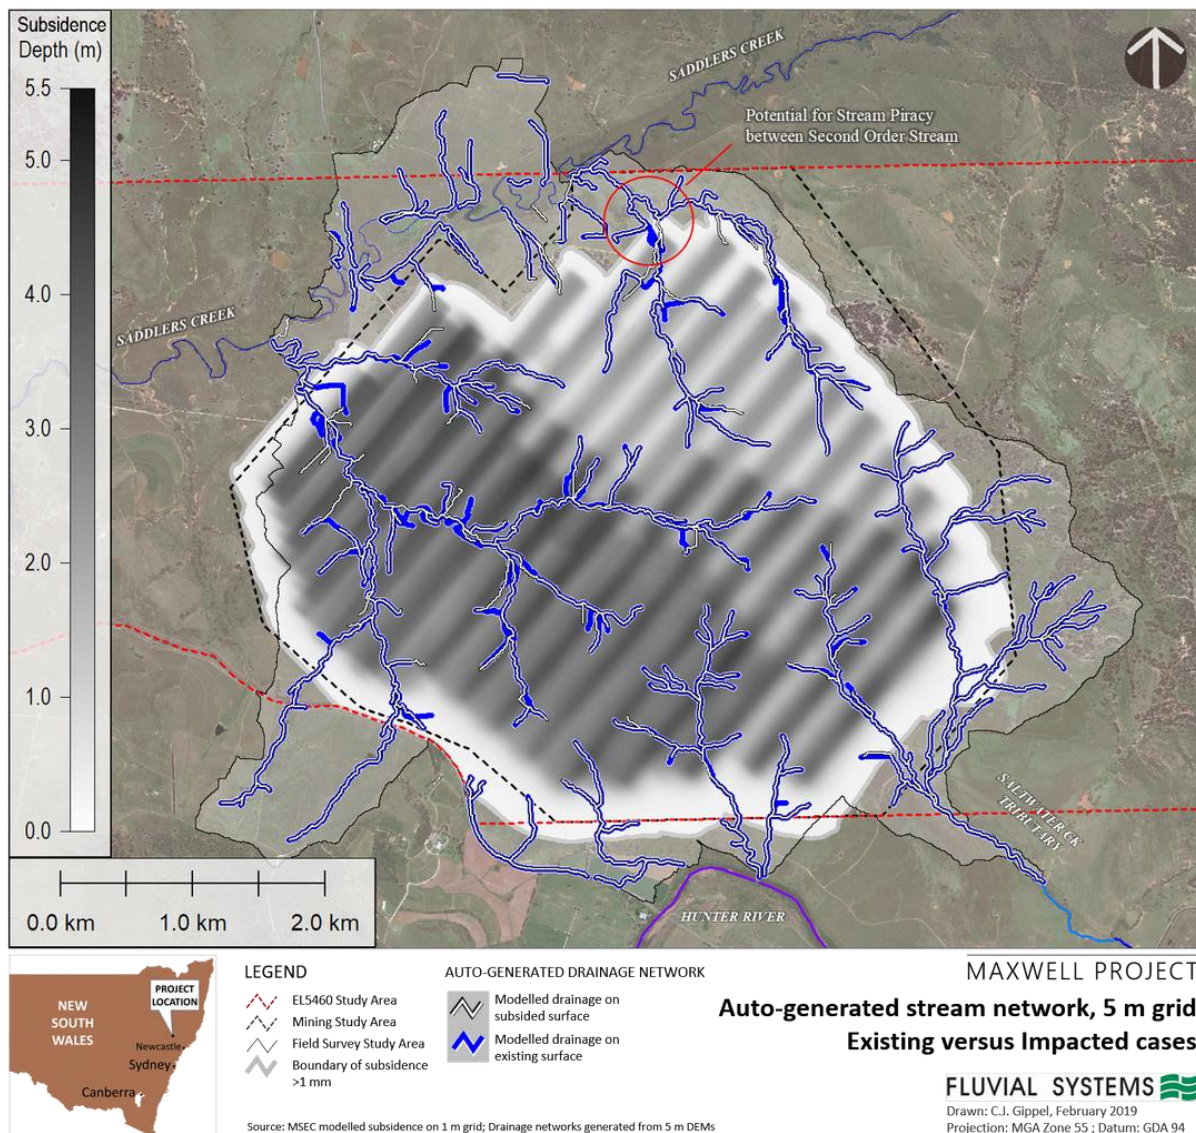 Subsidence
Depth (m)
5.5
5.0
4.0
3.0
2.0
1.0
0.0
SADDLERS CREEK
Potential for Stream Piracy
between Second Order Stream
SADDLERS CREEK
SALTWATER CK
TRIBUTARY
HUNTER RIVER
0.0 km
1.0 km
2.0 km
NEW
SOUTH
WALES
PROJECT
LOCATION
Newcastle
Sydney
Canberra
LEGEND
EL5460 Study Area
Mining Study Area
Field Survey Study Area
Boundary of subsidence
>1 mm
AUTO-GENERATED DRAINAGE NETWORK
Modelled drainage on
subsided surface
Modelled drainage on
existing surface
Source: MSEC modelled subsidence on 1 m grid; Drainage networks generated from 5 m DEMs
MAXWELL PROJECT
Auto-generated stream network, 5 m grid
Existing versus Impacted cases
FLUVIAL SYSTEMS
Drawn: C.J. Gippel, February 2019
Projection: MGA Zone 55 ; Datum: GDA 94